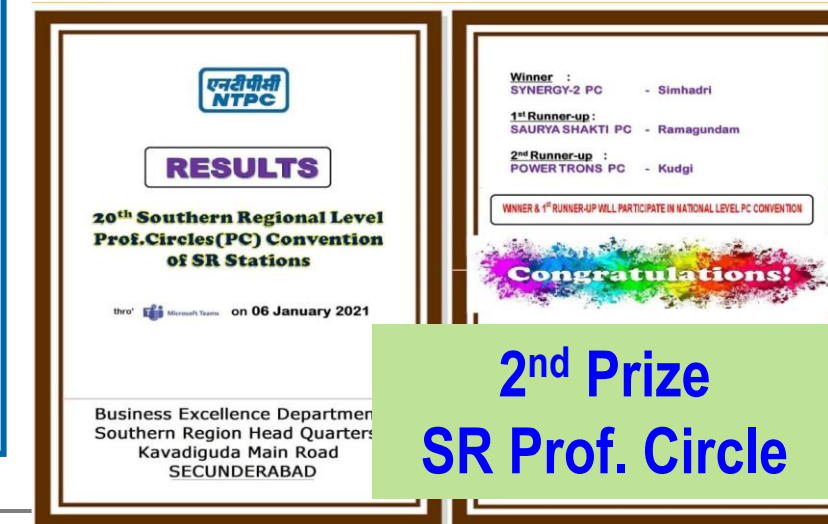 एनटीपीसी
NTPC
RESULTS
20th Southern Regional Level
Prof.Circles(PC) Convention
of SR Stations
thro' Microsoft Teams on 06 January 2021
Business Excellence Departmen
Southern Region Head Quarters
Kavadiguda Main Road
SECUNDERABAD
Winner :
SYNERGY-2 PC - Simhadri
1st Runner-up :
SAURYA SHAKTI PC - Ramagundam
2nd Runner-up :
POWER TRONS PC - Kudgi
WINNER & 1ST RUNNER-UP WILL PARTICIPATE IN NATIONAL LEVEL PC CONVENTION
Congratulations!
2nd Prize
SR Prof. Circle